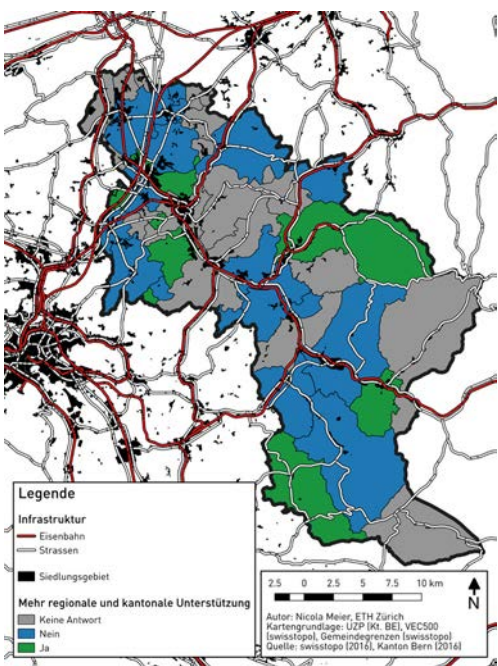 Legende
Infrastruktur
Eisenbahn
Strassen
Siedlungsgebiet
Mehr regionale und kantonale Unterstützung
Keine Antwort
Nein
Ja
2.5 0 2.5 5 7.5 10 km
N
Autor: Nicola Meier, ETH Zürich
Kartengrundlage: UZP (Kt. BE), VEC500
(swisstopo), Gemeindegrenzen (swisstopo)
Quelle: swisstopo (2016), Kanton Bern (2016)